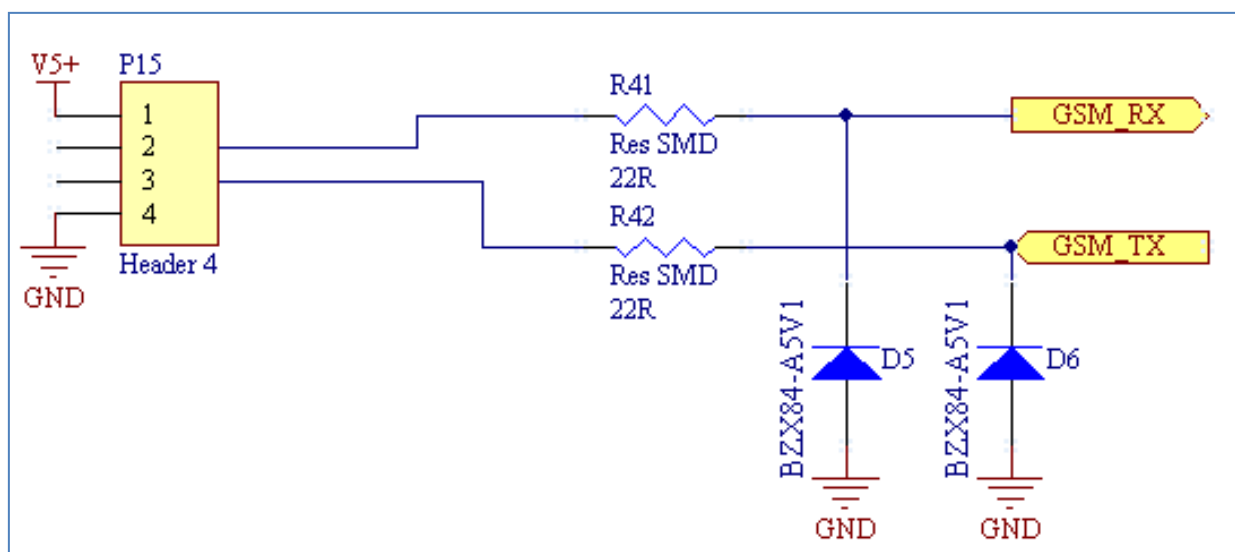 V5+
P15
1
2
3
4
Header 4
GND
R41
Res SMD
22R
R42
Res SMD
22R
GSM_RX
GSM_TX
BZX84-A5V1
D5
BZX84-A5V1
D6
GND
GND